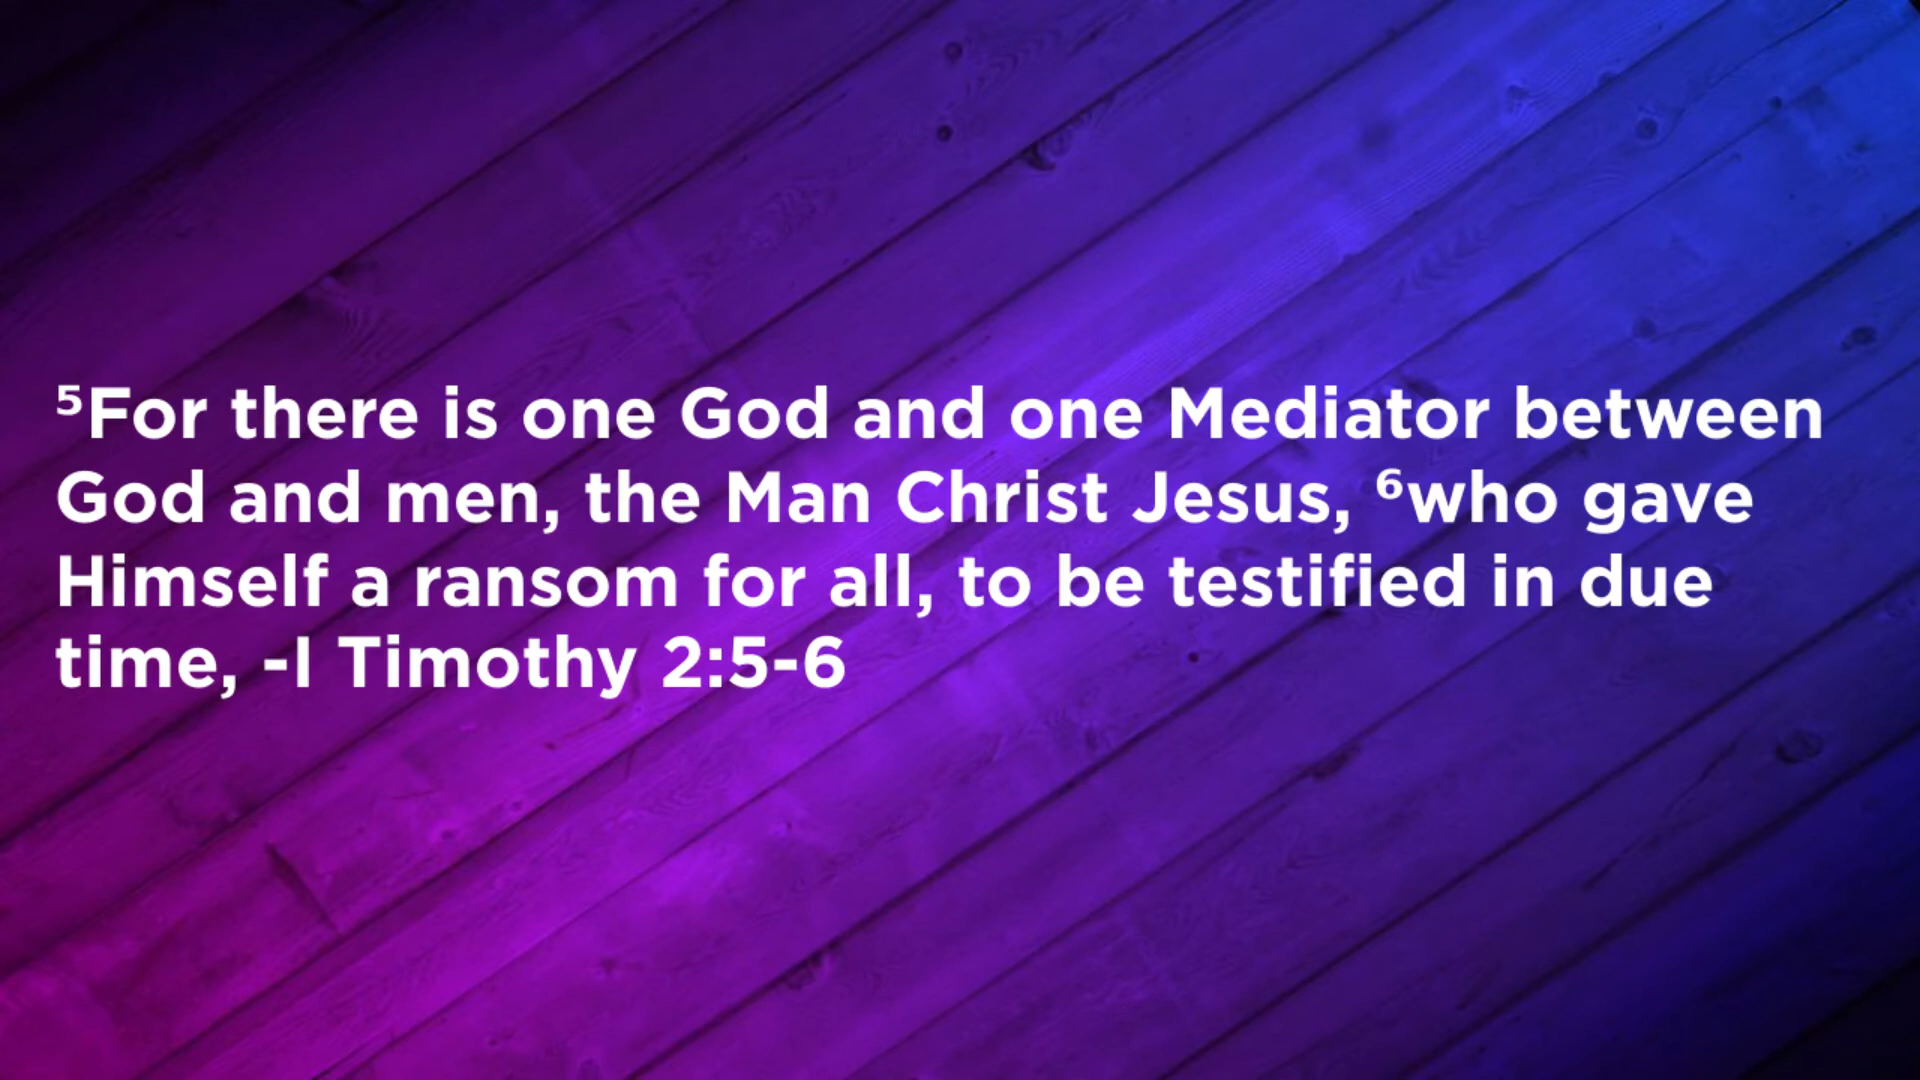 ⁵For there is one God and one Mediator between
God and men, the Man Christ Jesus, ⁶who gave
Himself a ransom for all, to be testified in due
time, -I Timothy 2:5-6